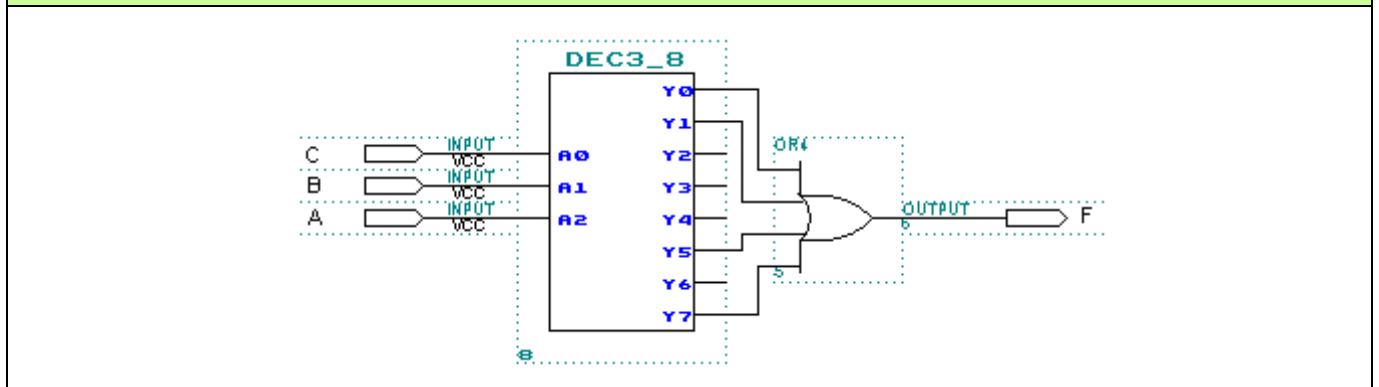 DEC3_8
Y0
Y1
OR4
C INPUT VCC A0 Y2
B INPUT VCC A1 Y3
A INPUT VCC A2 Y4 OUTPUT F
6
Y5
5
Y6
Y7
8